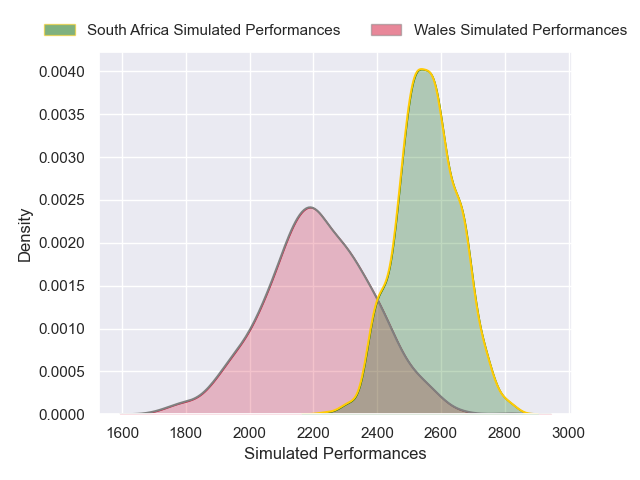 South Africa Simulated Performances
Wales Simulated Performances
0.0040
0.0035
0.0030
0.0025
0.0020
0.0015
0.0010
0.0005
0.0000
Density
1600 1800 2000 2200 2400 2600 2800 3000
Simulated Performances